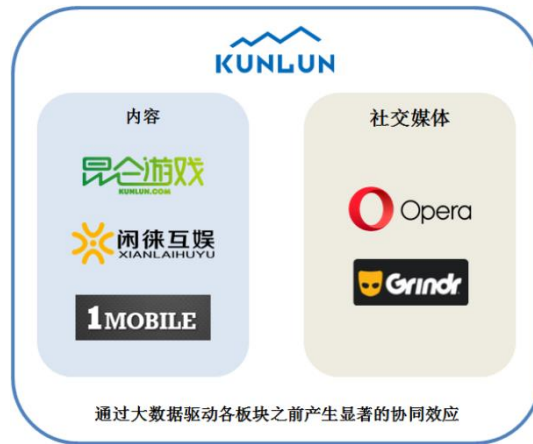 KUNLUN
内容
昆仑游戏
KUNLUN.COM
闲徕互娱
XIANLAIHUYU
1MOBILE
社交媒体
Opera
Grindr
通过大数据驱动各板块之前产生显著的协同效应